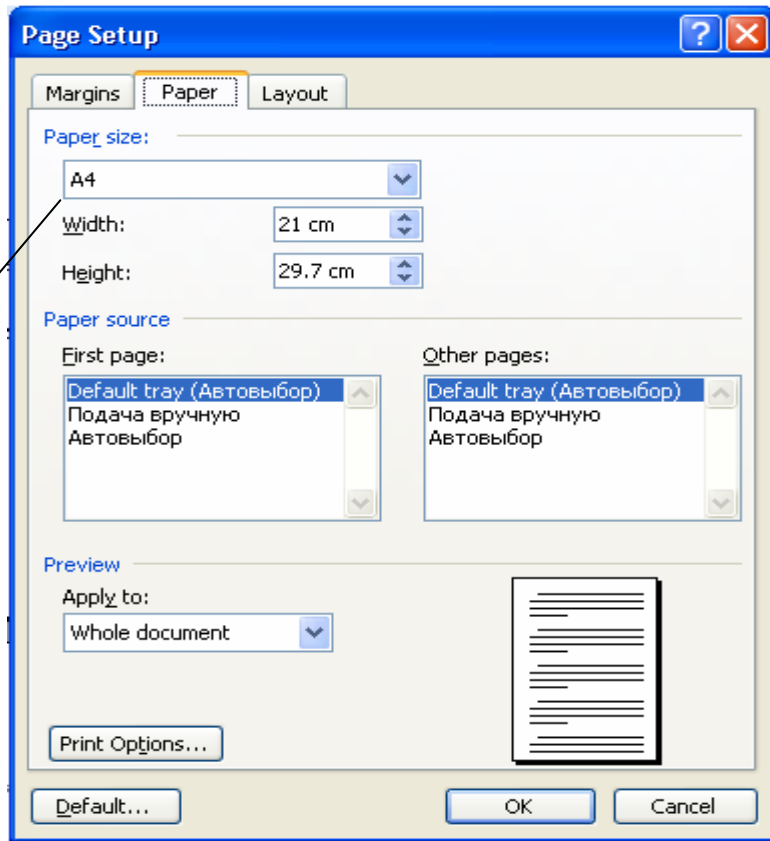 Page Setup
Margins Paper Layout
Paper size:
A4
Width: 21 cm
Height: 29.7 cm
Paper source
First page: Other pages:
Default tray (Автовыбор) Default tray (Автовыбор)
Подача вручную Подача вручную
Автовыбор Автовыбор
Preview
Apply to:
Whole document
Print Options...
Default... OK Cancel